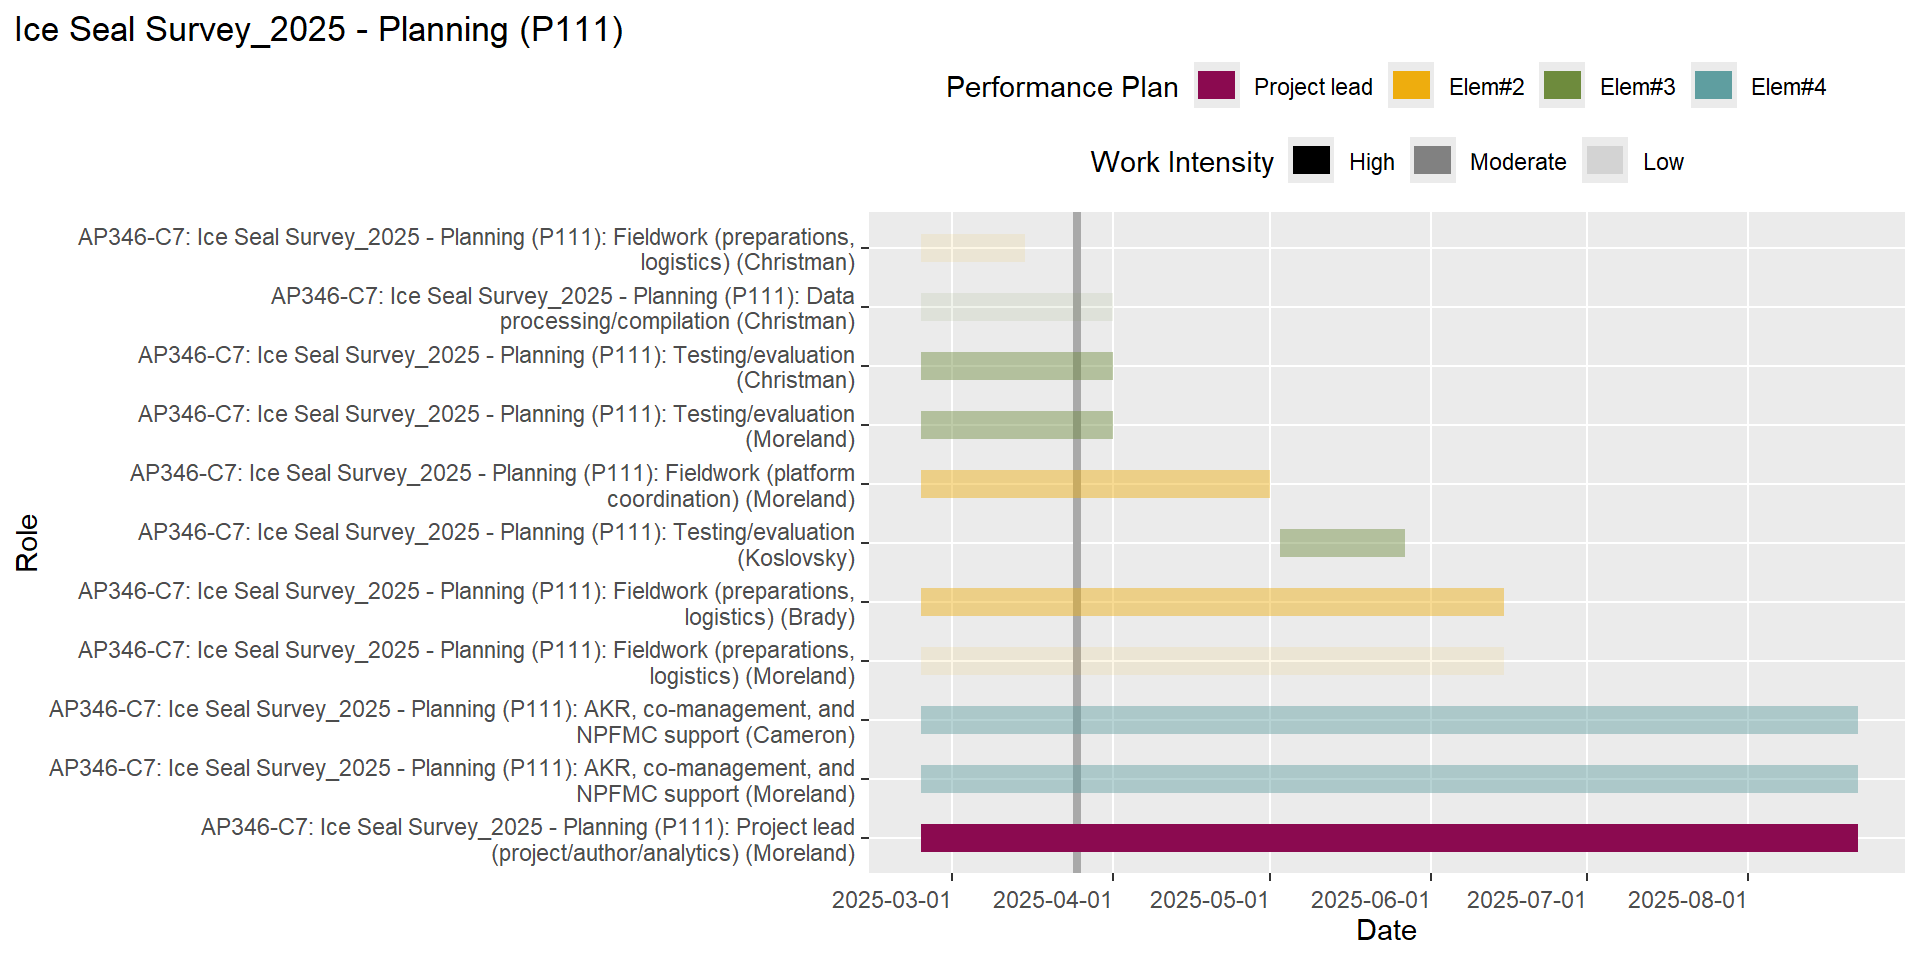 Ice Seal Survey_2025 - Planning (P111)
Performance Plan Project lead Elem#2 Elem#3 Elem#4
Work Intensity High Moderate Low
AP346-C7: Ice Seal Survey_2025 - Planning (P111): Fieldwork (preparations,
logistics) (Christman)
AP346-C7: Ice Seal Survey_2025 - Planning (P111): Data
processing/compilation (Christman)
AP346-C7: Ice Seal Survey_2025 - Planning (P111): Testing/evaluation
(Christman)
AP346-C7: Ice Seal Survey_2025 - Planning (P111): Testing/evaluation
(Moreland)
AP346-C7: Ice Seal Survey_2025 - Planning (P111): Fieldwork (platform
coordination) (Moreland)
AP346-C7: Ice Seal Survey_2025 - Planning (P111): Testing/evaluation
(Koslovsky)
AP346-C7: Ice Seal Survey_2025 - Planning (P111): Fieldwork (preparations,
logistics) (Brady)
AP346-C7: Ice Seal Survey_2025 - Planning (P111): Fieldwork (preparations,
logistics) (Moreland)
AP346-C7: Ice Seal Survey_2025 - Planning (P111): AKR, co-management, and
NPFMC support (Cameron)
AP346-C7: Ice Seal Survey_2025 - Planning (P111): AKR, co-management, and
NPFMC support (Moreland)
AP346-C7: Ice Seal Survey_2025 - Planning (P111): Project lead
(project/author/analytics) (Moreland)
Role
2025-03-01 2025-04-01 2025-05-01 2025-06-01 2025-07-01 2025-08-01
Date